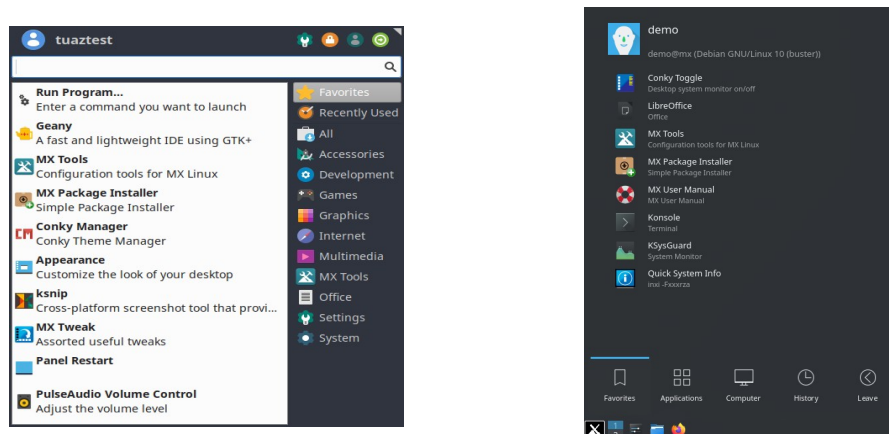 tuaztest
Run Program...
Enter a command you want to launch
Geany
A fast and lightweight IDE using GTK+
MX Tools
Configuration tools for MX Linux
MX Package Installer
Simple Package Installer
Conky Manager
Conky Theme Manager
Appearance
Customize the look of your desktop
ksnip
Cross-platform screenshot tool that provi...
MX Tweak
Assorted useful tweaks
Panel Restart
PulseAudio Volume Control
Adjust the volume level
Favorites
Recently Used
All
Accessories
Development
Games
Graphics
Internet
Multimedia
MX Tools
Office
Settings
System
demo
demo@mx (Debian GNU/Linux 10 (buster))
Conky Toggle
Desktop system monitor on/off
LibreOffice
Office
MX Tools
Configuration tools for MX Linux
MX Package Installer
Simple Package Installer
MX User Manual
MX User Manual
Konsole
Terminal
KSysGuard
System Monitor
Quick System Info
inxi -Fxxxrza
Favorites
Applications
Computer
History
Leave